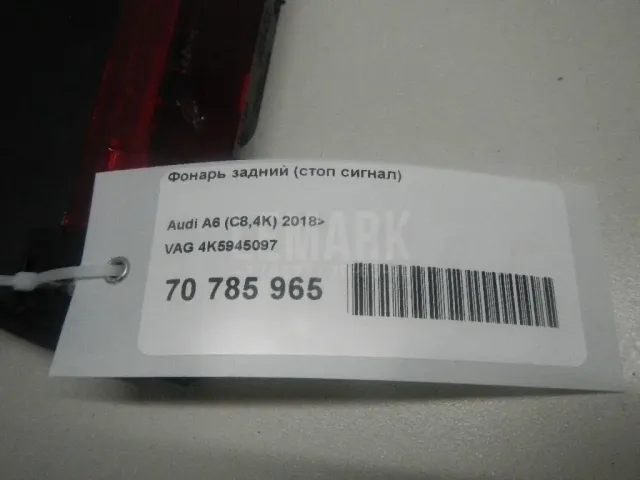 Фонарь задний (стоп сигнал)
Audi A6 (C8,4K) 2018>
VAG 4K5945097
70 785 965